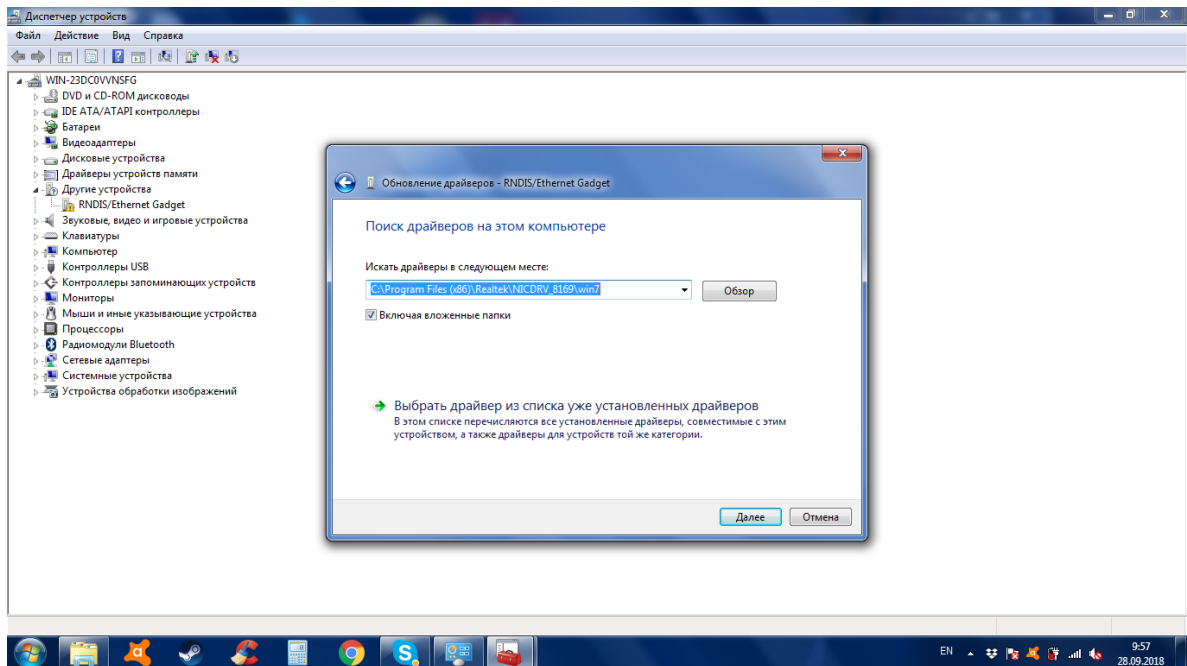 Диспетчер устройств
Файл Действие Вид Справка
WIN-23DC0VVNSFG
DVD и CD-ROM дисководы
IDE ATA/ATAPI контроллеры
Батареи
Видеоадаптеры
Дисковые устройства
Драйверы устройств памяти
Другие устройства
RNDIS/Ethernet Gadget
Звуковые, видео и игровые устройства
Клавиатуры
Компьютер
Контроллеры USB
Контроллеры запоминающих устройств
Мониторы
Мыши и иные указывающие устройства
Процессоры
Радиомодули Bluetooth
Сетевые адаптеры
Системные устройства
Устройства обработки изображений
Обновление драйверов - RNDIS/Ethernet Gadget
Поиск драйверов на этом компьютере
Искать драйверы в следующем месте:
C:\Program Files (x86)\Realtek\NICDRV_8169\win7
Обзор
Включая вложенные папки
Выбрать драйвер из списка уже установленных драйверов
В этом списке перечисляются все установленные драйверы, совместимые с этим
устройством, а также драйверы для устройств той же категории.
Далее Отмена
EN
9:57
28.09.2018